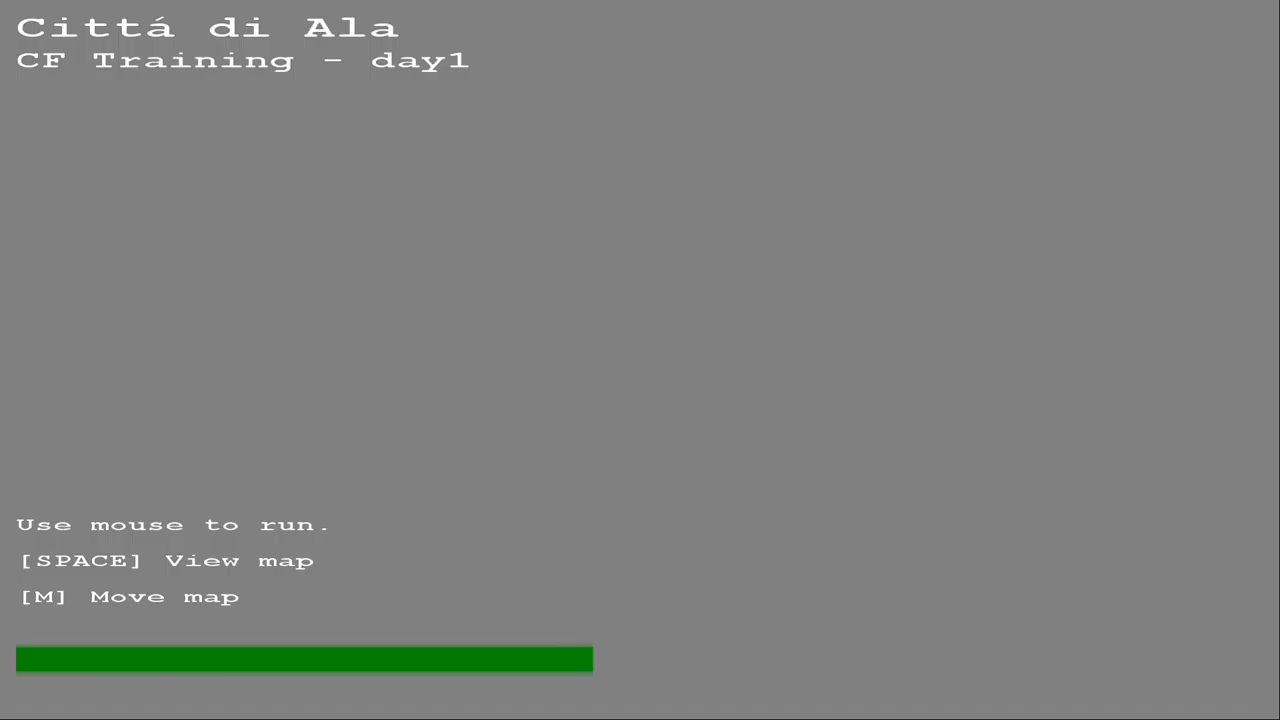 Cittá di Ala
CF Training - day1
Use mouse to run.
[SPACE] View map
[M] Move map